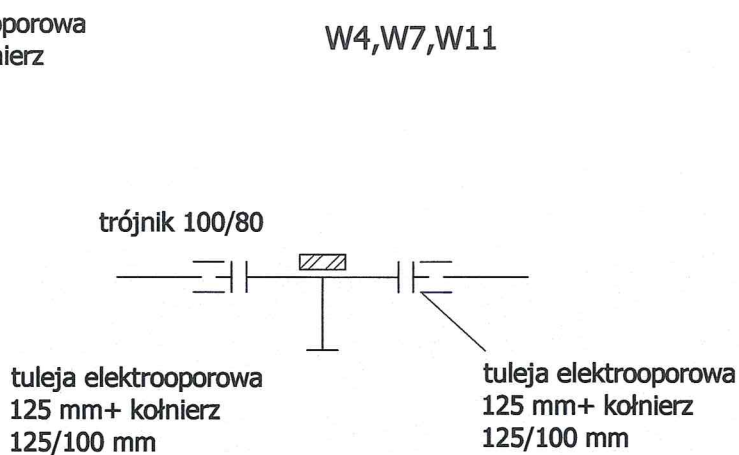 oporowa
nierz
W4,W7,W11
trójnik 100/80
tuleja elektrooporowa
125 mm+ kołnierz
125/100 mm
tuleja elektrooporowa
125 mm+ kołnierz
125/100 mm